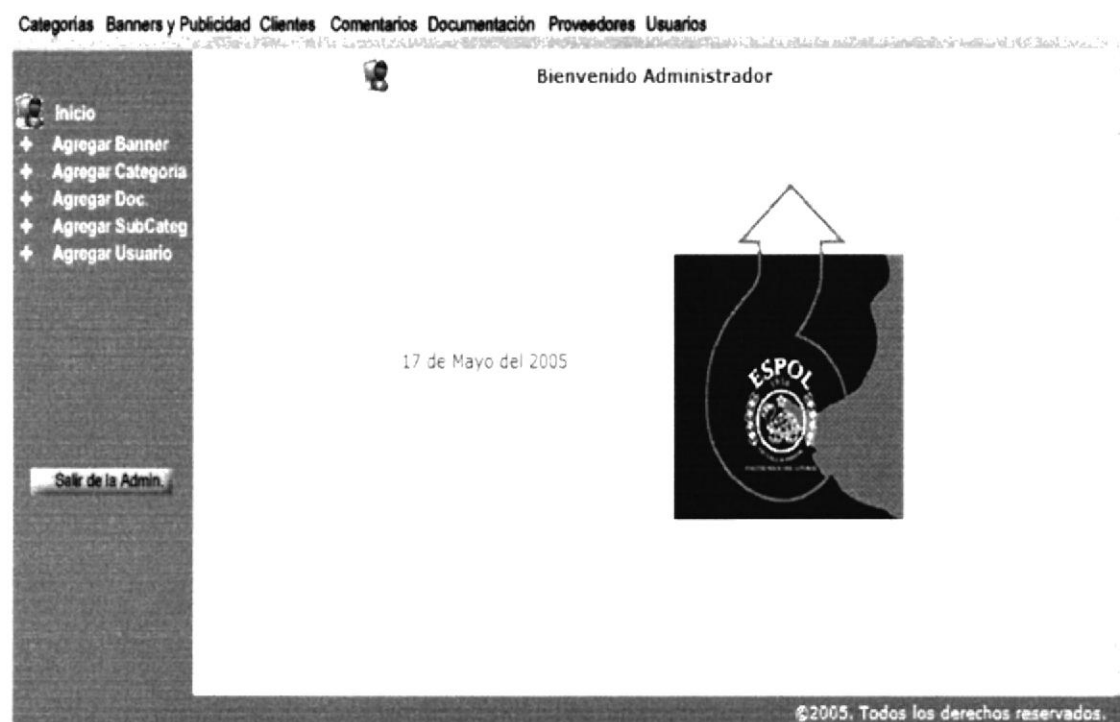 Categorías Banners y Publicidad Clientes Comentarios Documentación Proveedores Usuarios
Bienvenido Administrador
Inicio
Agregar Banner
Agregar Categoria
Agregar Doc.
Agregar SubCateg
Agregar Usuario
17 de Mayo del 2005
ESPOL
Salir de la Admin.
©2005. Todos los derechos reservados.